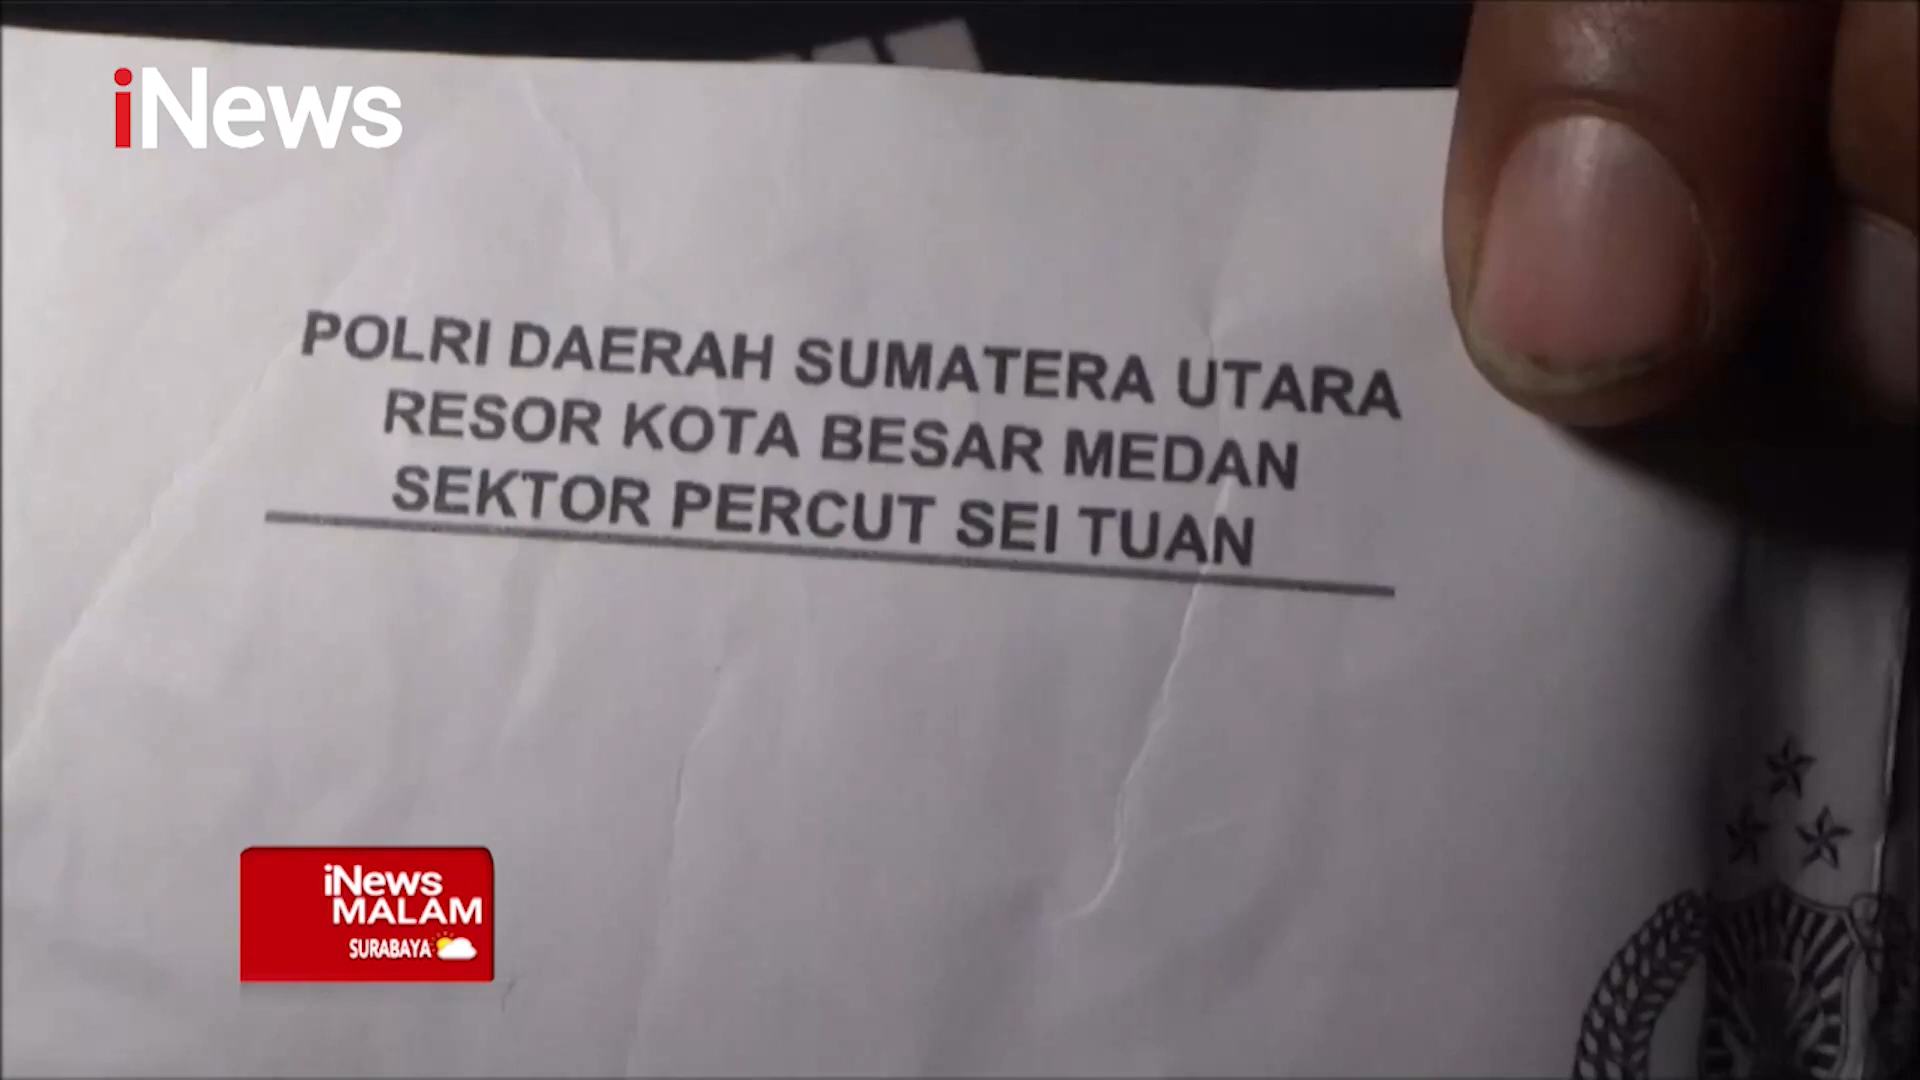 iNews
POLRI DAERAH SUMATERA UTARA
RESOR KOTA BESAR MEDAN
SEKTOR PERCUT SEI TUAN
iNews
MALAM
SURABAYA